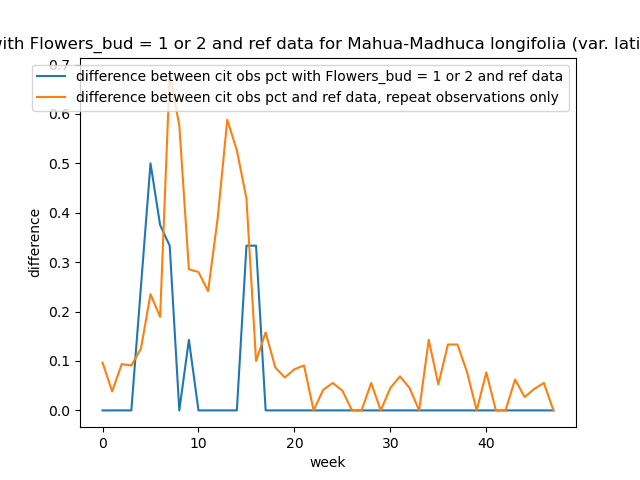 with Flowers_bud = 1 or 2 and ref data for Mahua-Madhuca longifolia (var. lati
difference between cit obs pct with Flowers_bud = 1 or 2 and ref data
difference between cit obs pct and ref data, repeat observations only
0.7
0.6
0.5
0.4
0.3
0.2
0.1
0.0
difference
0
10
20
30
40
week